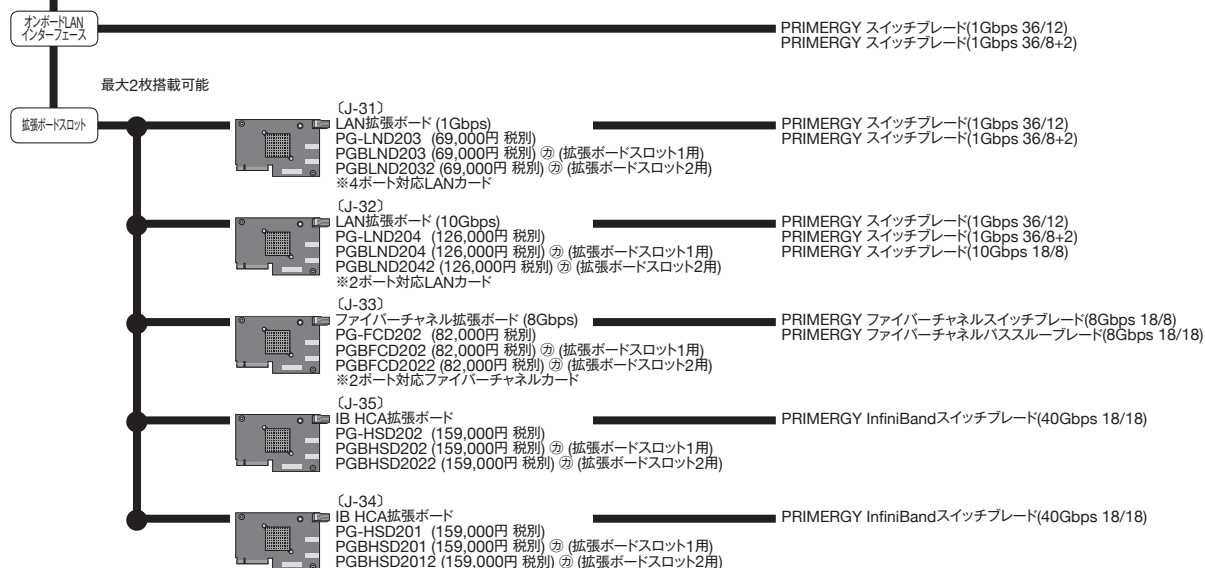 オンボードLAN
インターフェース
PRIMERGY スイッチブレード(1Gbps 36/12)
PRIMERGY スイッチブレード(1Gbps 36/8+2)
最大2枚搭載可能
拡張ボードスロット
〔J-31〕
LAN拡張ボード (1Gbps)
PG-LND203 (69,000円 税別)
PGBLND203 (69,000円 税別) ㋕ (拡張ボードスロット1用)
PGBLND2032 (69,000円 税別) ㋕ (拡張ボードスロット2用)
※4ポート対応LANカード
PRIMERGY スイッチブレード(1Gbps 36/12)
PRIMERGY スイッチブレード(1Gbps 36/8+2)
〔J-32〕
LAN拡張ボード (10Gbps)
PG-LND204 (126,000円 税別)
PGBLND204 (126,000円 税別) ㋕ (拡張ボードスロット1用)
PGBLND2042 (126,000円 税別) ㋕ (拡張ボードスロット2用)
※2ポート対応LANカード
PRIMERGY スイッチブレード(1Gbps 36/12)
PRIMERGY スイッチブレード(1Gbps 36/8+2)
PRIMERGY スイッチブレード(10Gbps 18/8)
〔J-33〕
ファイバーチャネル拡張ボード (8Gbps)
PG-FCD202 (82,000円 税別)
PGBFCD202 (82,000円 税別) ㋕ (拡張ボードスロット1用)
PGBFCD2022 (82,000円 税別) ㋕ (拡張ボードスロット2用)
※2ポート対応ファイバーチャネルカード
PRIMERGY ファイバーチャネルスイッチブレード(8Gbps 18/8)
PRIMERGY ファイバーチャネルパススルーブレード(8Gbps 18/18)
〔J-35〕
IB HCA拡張ボード
PG-HSD202 (159,000円 税別)
PGBHSD202 (159,000円 税別) ㋕ (拡張ボードスロット1用)
PGBHSD2022 (159,000円 税別) ㋕ (拡張ボードスロット2用)
PRIMERGY InfiniBandスイッチブレード(40Gbps 18/18)
〔J-34〕
IB HCA拡張ボード
PG-HSD201 (159,000円 税別)
PGBHSD201 (159,000円 税別) ㋕ (拡張ボードスロット1用)
PGBHSD2012 (159,000円 税別) ㋕ (拡張ボードスロット2用)
PRIMERGY InfiniBandスイッチブレード(40Gbps 18/18)